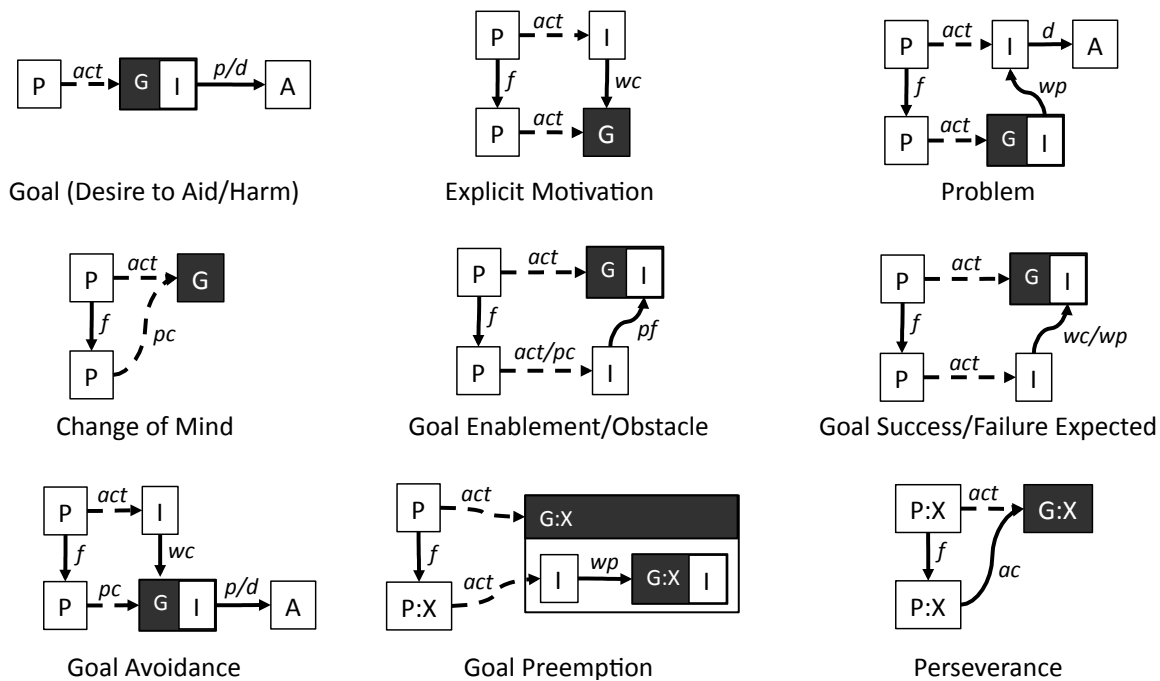 P act G I p/d A
Goal (Desire to Aid/Harm)
P act I
f wc
P act G
Explicit Motivation
P act I d A
f wp
P act G I
Problem
P act G
f pc
P
Change of Mind
P act G I
f pf
P act/pc I
Goal Enablement/Obstacle
P act G I
f wc/wp
P act I
Goal Success/Failure Expected
P act I
f wc
P pc G I p/d A
Goal Avoidance
P act G:X
f
P:X act I wp G:X I
Goal Preemption
P:X act G:X
f ac
P:X
Perseverance